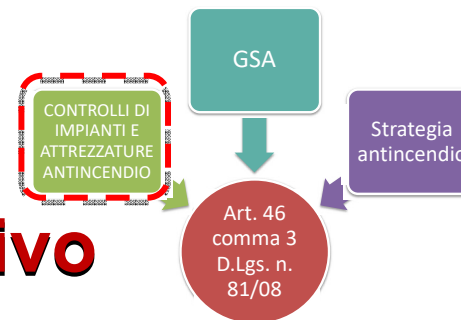 GSA
CONTROLLI DI
IMPIANTI E
ATTREZZATURE
ANTINCENDIO
Strategia
antincendio
Art. 46
comma 3
D.Lgs. n.
81/08
ivo